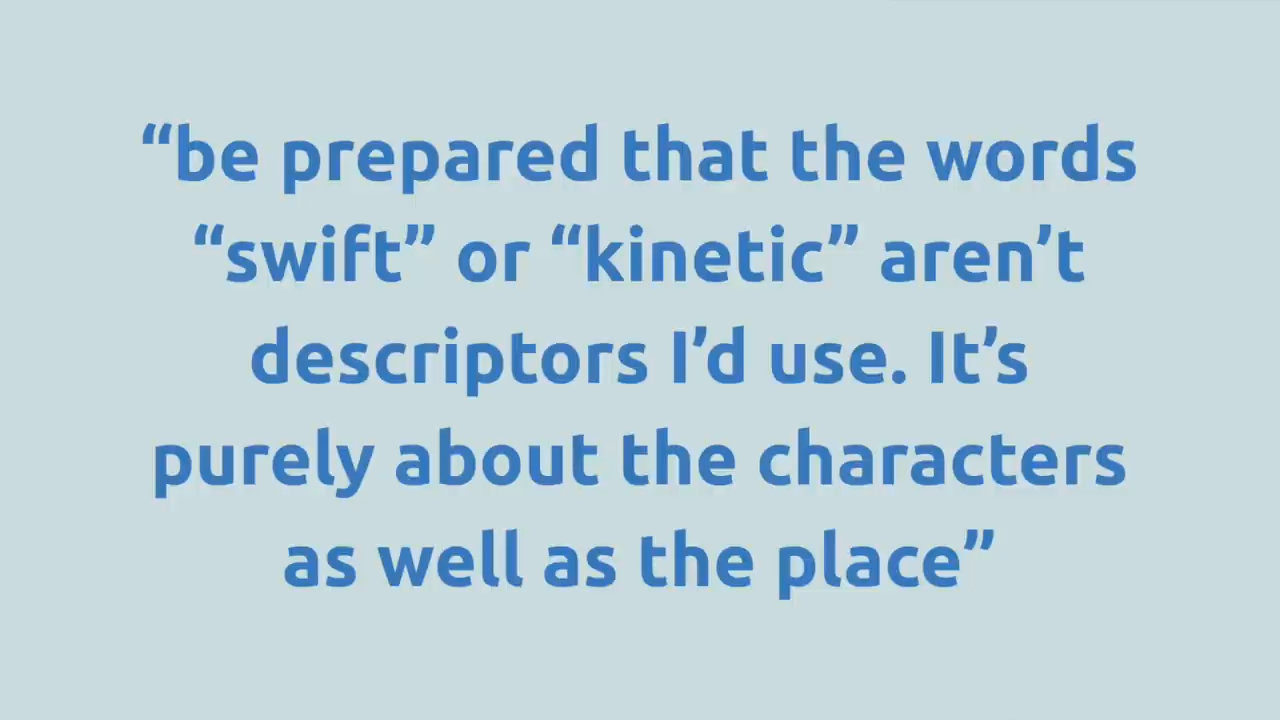 “be prepared that the words
“swift” or “kinetic” aren’t
descriptors I’d use. It’s
purely about the characters
as well as the place”